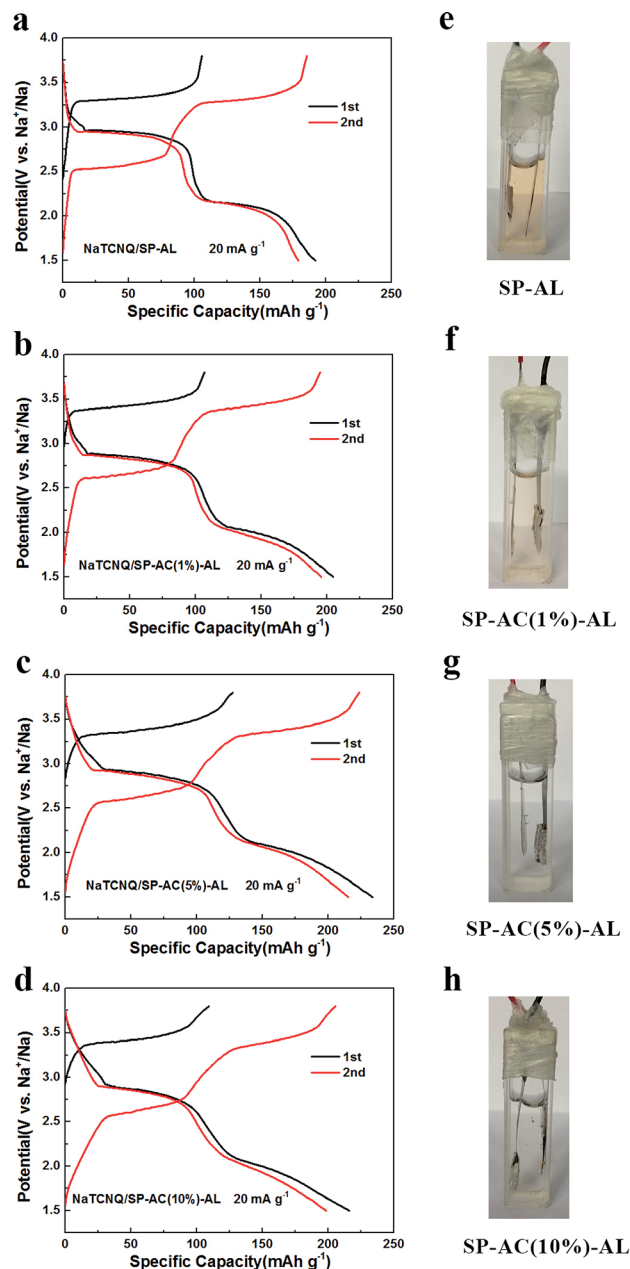 a
4.0
3.5
3.0
2.5
2.0
1.5
Potential(V vs. Na⁺/Na)
1st
2nd
NaTCNQ/SP-AL 20 mA g⁻¹
0 50 100 150 200 250
Specific Capacity(mAh g⁻¹)
e
SP-AL
b
4.0
3.5
3.0
2.5
2.0
1.5
Potential(V vs. Na⁺/Na)
1st
2nd
NaTCNQ/SP-AC(1%)-AL 20 mA g⁻¹
0 50 100 150 200 250
Specific Capacity(mAh g⁻¹)
f
SP-AC(1%)-AL
c
4.0
3.5
3.0
2.5
2.0
1.5
Potential(V vs. Na⁺/Na)
1st
2nd
NaTCNQ/SP-AC(5%)-AL 20 mA g⁻¹
0 50 100 150 200 250
Specific Capacity(mAh g⁻¹)
g
SP-AC(5%)-AL
d
4.0
3.5
3.0
2.5
2.0
1.5
Potential(V vs. Na⁺/Na)
1st
2nd
NaTCNQ/SP-AC(10%)-AL 20 mA g⁻¹
0 50 100 150 200 250
Specific Capacity(mAh g⁻¹)
h
SP-AC(10%)-AL